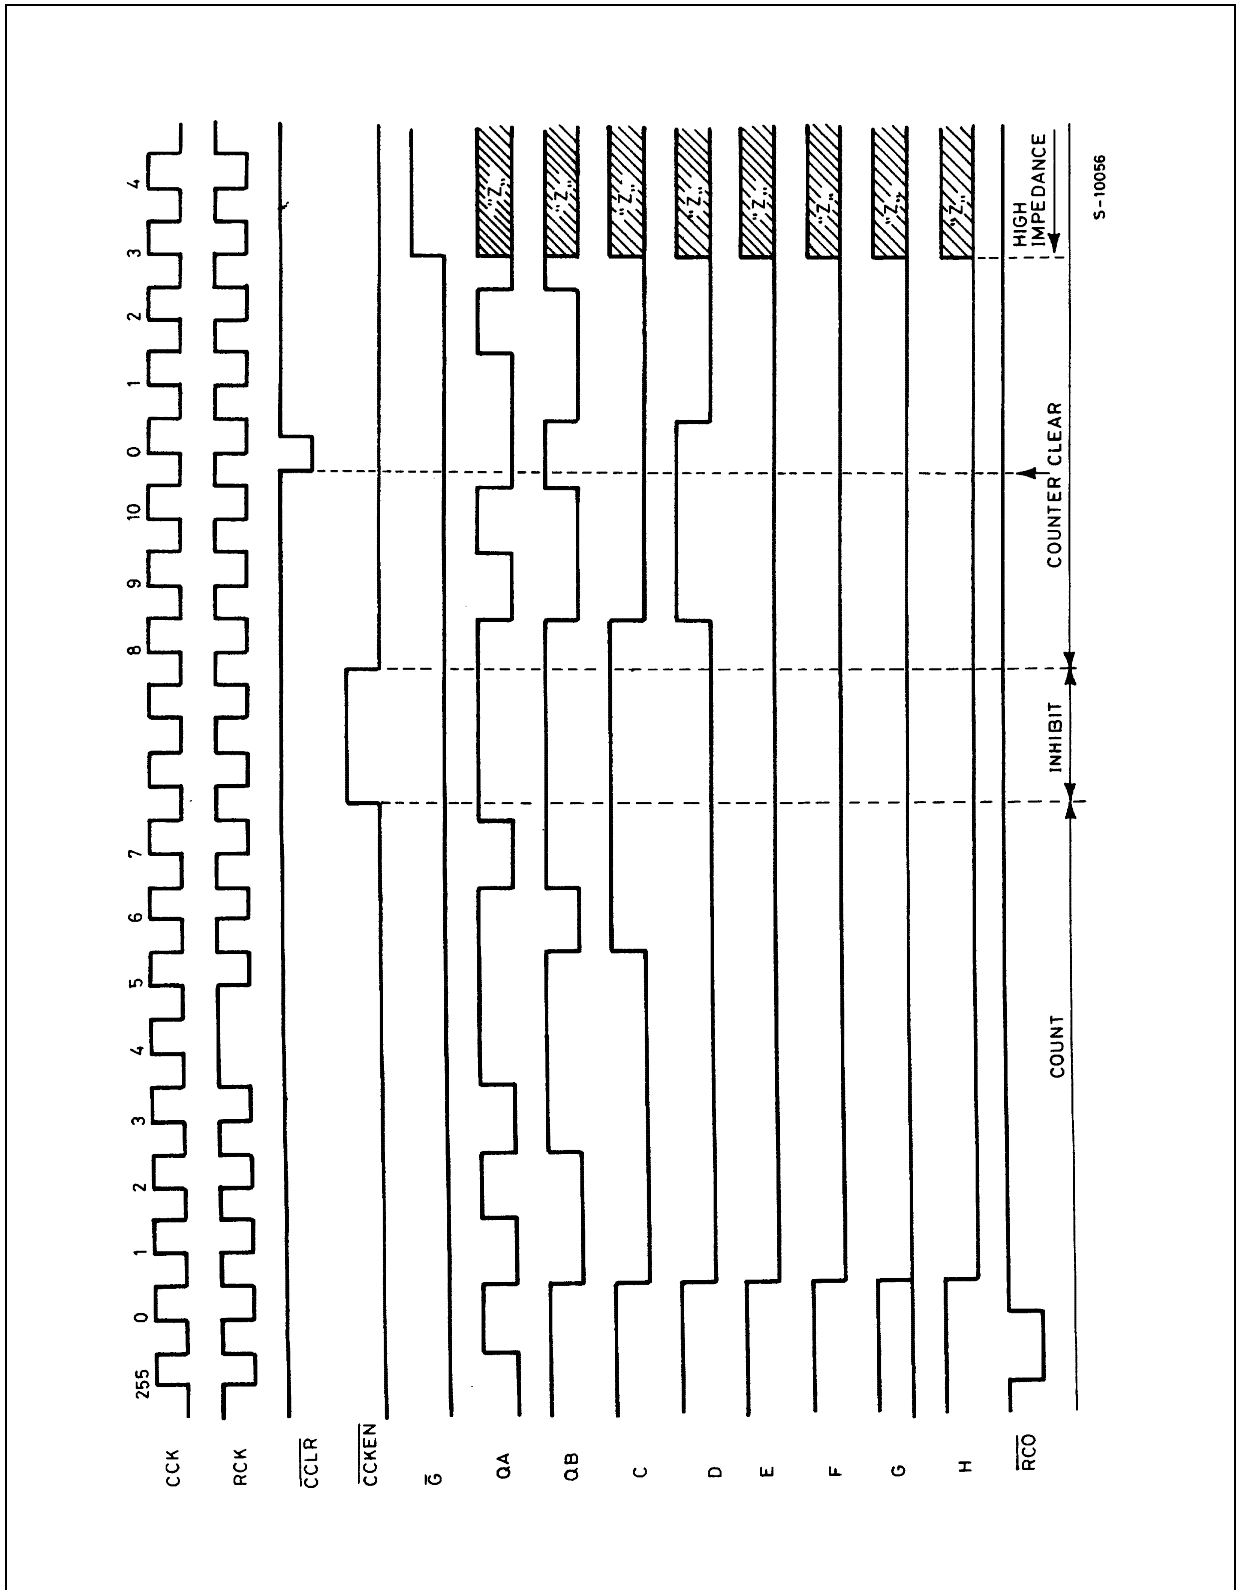 255 0 1 2 3 4 5 6 7 8 9 10 0 1 2 3 4
CCK
RCK
CCLR
CCKEN
G
QA
QB
C
D
E
F
G
H
RCO
"Z"
"Z"
"Z"
"Z"
"Z"
"Z"
"Z"
"Z"
COUNT
INHIBIT
COUNTER CLEAR
HIGH
IMPEDANCE
S-10056